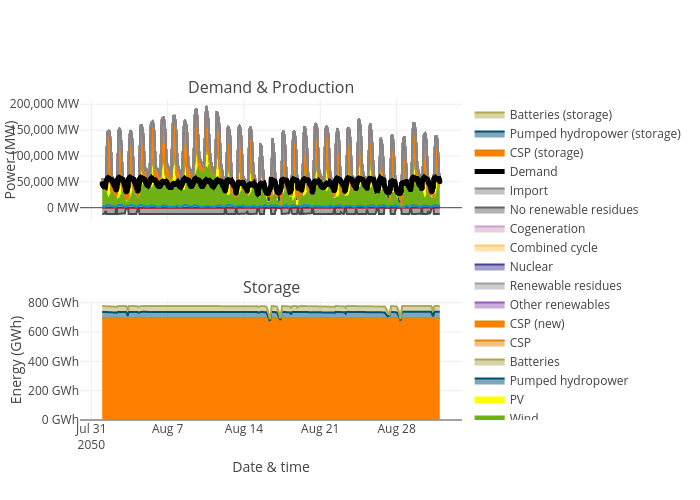 Demand & Production
200,000 MW
150,000 MW
100,000 MW
50,000 MW
0 MW
Power (MW)
Storage
800 GWh
600 GWh
400 GWh
200 GWh
0 GWh
Energy (GWh)
Jul 31
2050
Aug 7
Aug 14
Aug 21
Aug 28
Date & time
Batteries (storage)
Pumped hydropower (storage)
CSP (storage)
Demand
Import
No renewable residues
Cogeneration
Combined cycle
Nuclear
Renewable residues
Other renewables
CSP (new)
CSP
Batteries
Pumped hydropower
PV
Wind